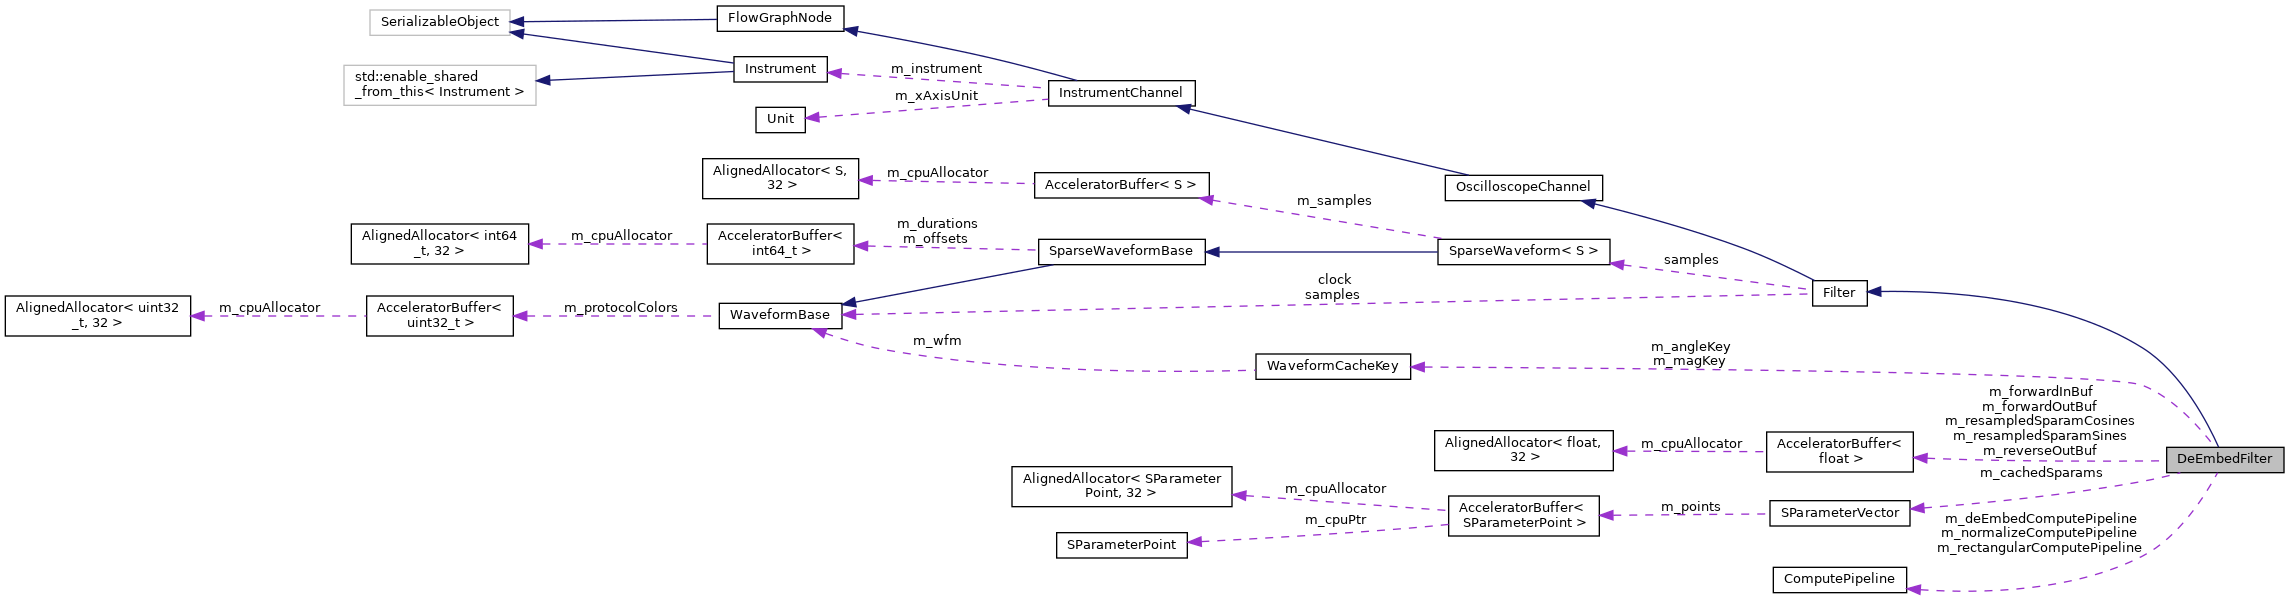 SerializableObject
FlowGraphNode
std::enable_shared
_from_this< Instrument >
Instrument
m_instrument
InstrumentChannel
m_xAxisUnit
Unit
AlignedAllocator< S,
32 >
m_cpuAllocator
AcceleratorBuffer< S >
m_samples
OscilloscopeChannel
AlignedAllocator< int64
_t, 32 >
m_cpuAllocator
AcceleratorBuffer<
int64_t >
m_durations
m_offsets
SparseWaveformBase
SparseWaveform< S >
samples
Filter
AlignedAllocator< uint32
_t, 32 >
m_cpuAllocator
AcceleratorBuffer<
uint32_t >
m_protocolColors
WaveformBase
clock
samples
m_wfm
WaveformCacheKey
m_angleKey
m_magKey
m_forwardInBuf
m_forwardOutBuf
m_resampledSparamCosines
m_resampledSparamSines
m_reverseOutBuf
AlignedAllocator< float,
32 >
m_cpuAllocator
AcceleratorBuffer<
float >
DeEmbedFilter
m_cachedSparams
AlignedAllocator< SParameter
Point, 32 >
m_cpuAllocator
AcceleratorBuffer<
SParameterPoint >
m_points
SParameterVector
m_cpuPtr
SParameterPoint
m_deEmbedComputePipeline
m_normalizeComputePipeline
m_rectangularComputePipeline
ComputePipeline